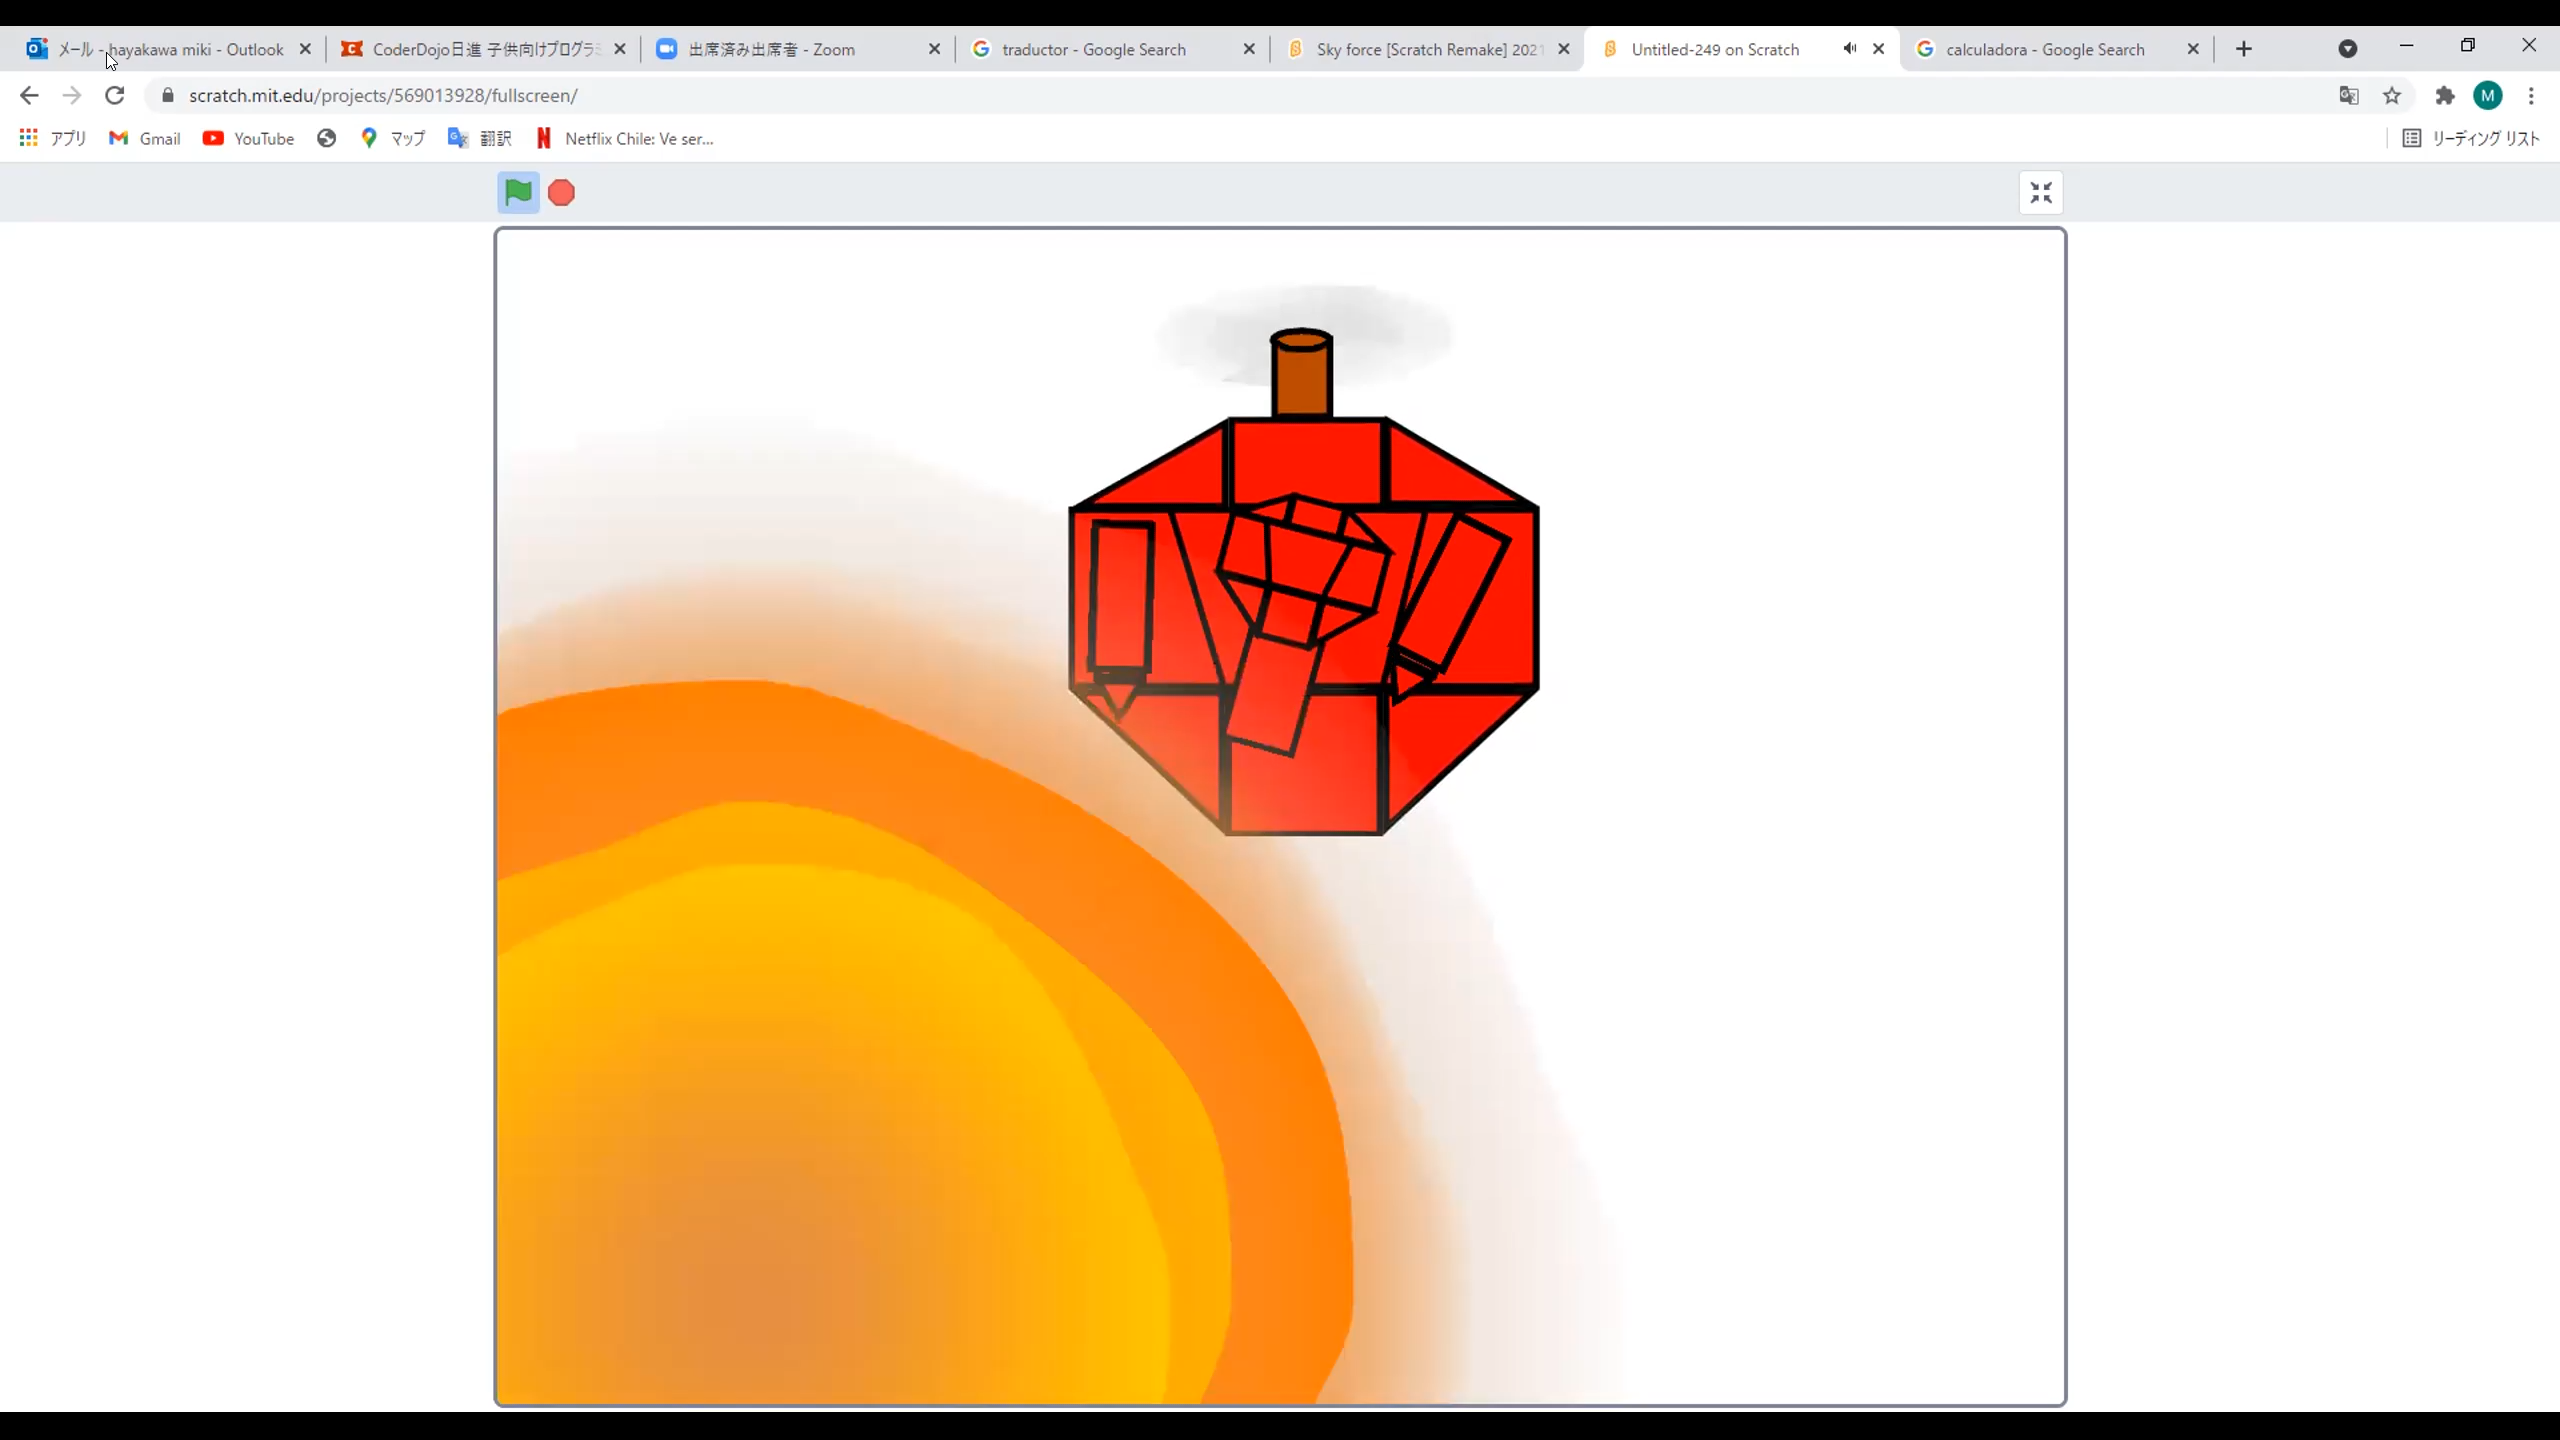 メール - hayakawa miki - Outlook
CoderDojo日進 子供向けプログラミ
出席済み出席者 - Zoom
traductor - Google Search
Sky force [Scratch Remake] 2021
Untitled-249 on Scratch
calculadora - Google Search
scratch.mit.edu/projects/569013928/fullscreen/
M
アプリ
Gmail
YouTube
マップ
翻訳
Netflix Chile: Ve ser...
リーディング リスト